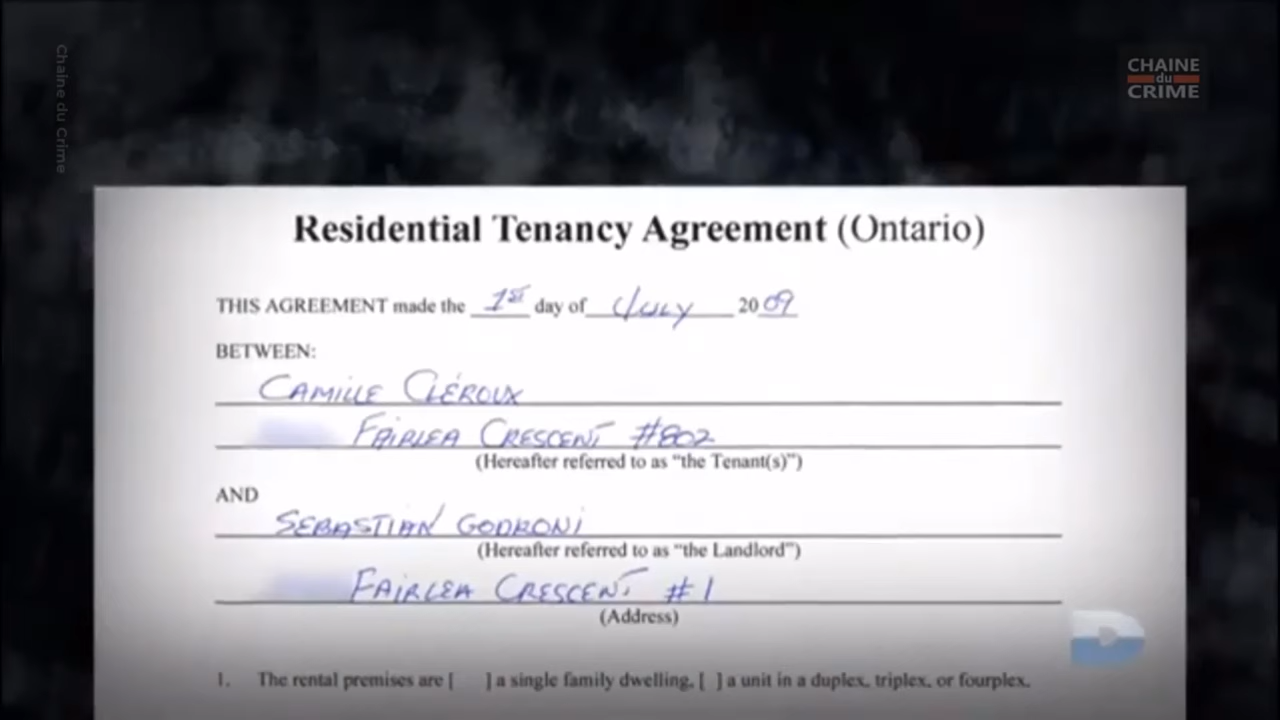 Chaine du Crime
CHAINE
du
CRIME
Residential Tenancy Agreement (Ontario)
THIS AGREEMENT made the 1st day of July 2009
BETWEEN:
CAMILLE CLÉROUX
FAIRLEA CRESCENT #802
(Hereafter referred to as “the Tenant(s)”)
AND
SEBASTIAN GODRONI
(Hereafter referred to as “the Landlord”)
FAIRLEA CRESCENT #1
(Address)
1. The rental premises are [ ] a single family dwelling, [ ] a unit in a duplex, triplex, or fourplex.